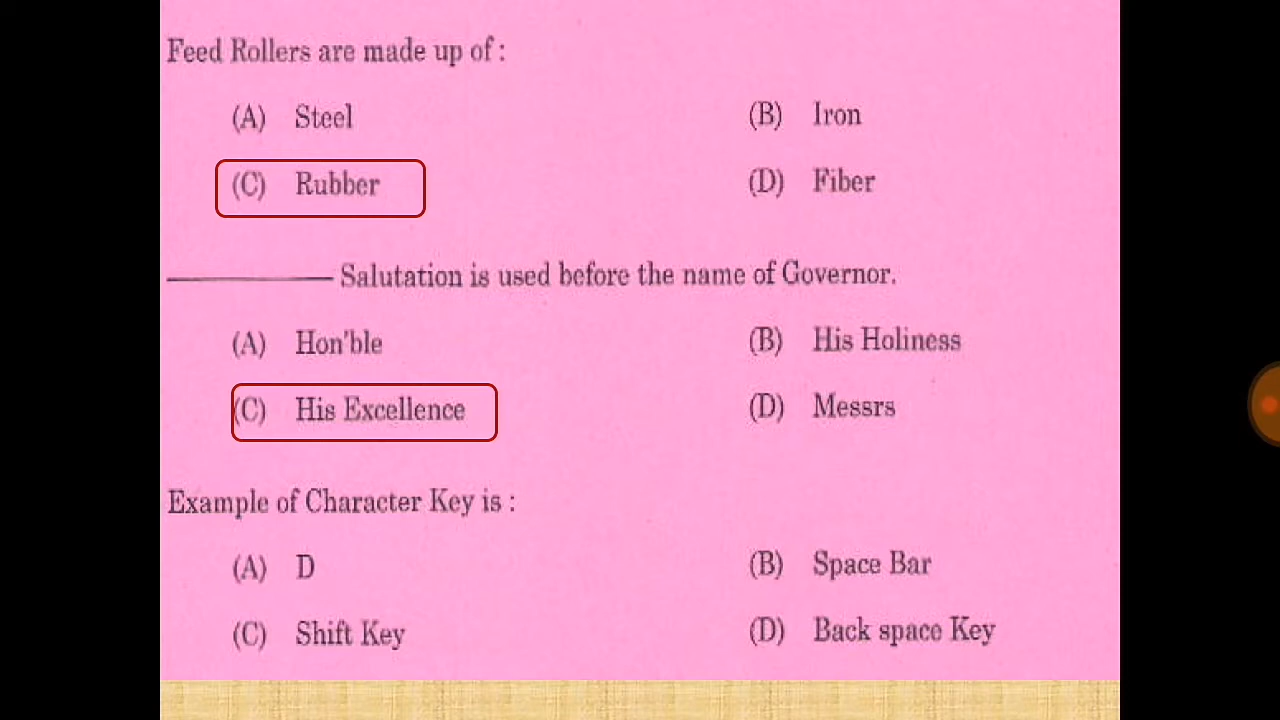 Feed Rollers are made up of :
(A) Steel (B) Iron
(C) Rubber (D) Fiber
———— Salutation is used before the name of Governor.
(A) Hon'ble (B) His Holiness
(C) His Excellence (D) Messrs
Example of Character Key is :
(A) D (B) Space Bar
(C) Shift Key (D) Back space Key